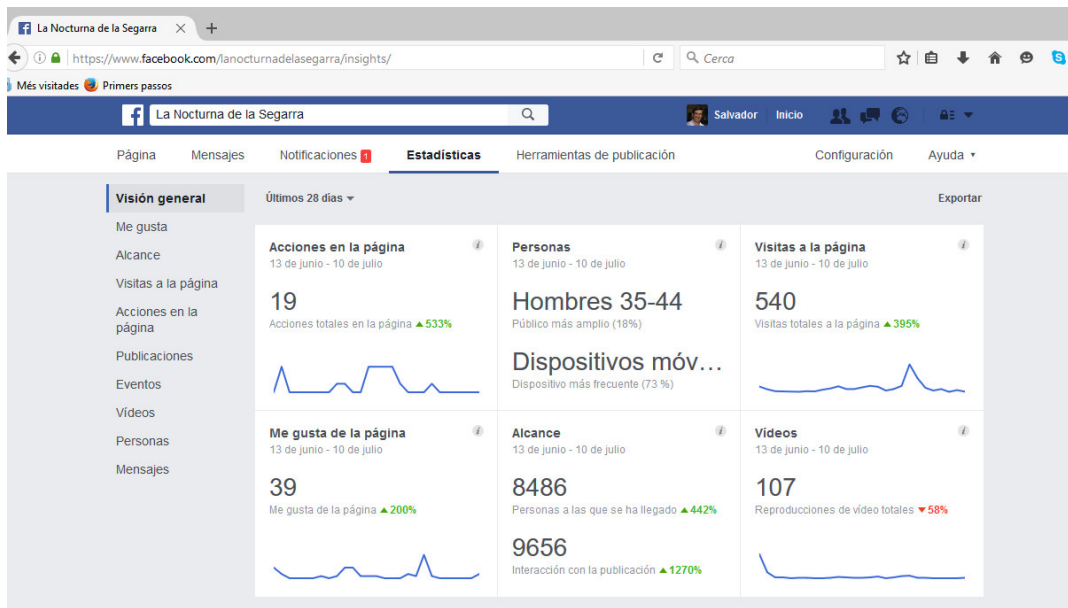 La Nocturna de la Segarra
https://www.facebook.com/lanocturnadelasegarra/insights/
Cerca
Més visitades
Primers passos
La Nocturna de la Segarra
Salvador
Inicio
Página
Mensajes
Notificaciones 1
Estadísticas
Herramientas de publicación
Configuración
Ayuda
Visión general
Me gusta
Alcance
Visitas a la página
Acciones en la
página
Publicaciones
Eventos
Vídeos
Personas
Mensajes
Últimos 28 días
Exportar
Acciones en la página
13 de junio - 10 de julio
19
Acciones totales en la página ▲533%
Personas
13 de junio - 10 de julio
Hombres 35-44
Público más amplio (18%)
Dispositivos móv…
Dispositivo más frecuente (73 %)
Visitas a la página
13 de junio - 10 de julio
540
Visitas totales a la página ▲395%
Me gusta de la página
13 de junio - 10 de julio
39
Me gusta de la página ▲200%
Alcance
13 de junio - 10 de julio
8486
Personas a las que se ha llegado ▲442%
9656
Interacción con la publicación ▲1270%
Vídeos
13 de junio - 10 de julio
107
Reproducciones de vídeo totales ▼58%